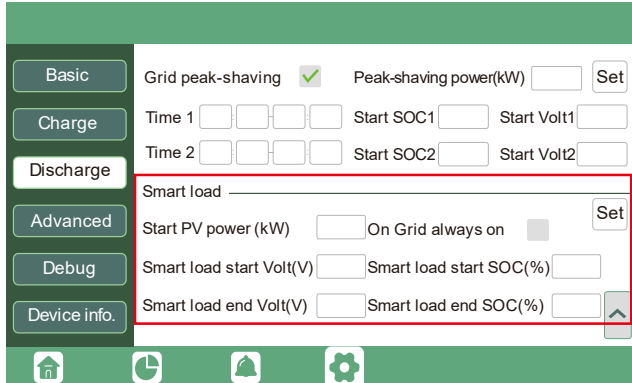 Basic
Charge
Discharge
Advanced
Debug
Device info.
Grid peak-shaving Peak-shaving power(kW) Set
Time 1 : - : Start SOC1 Start Volt1
Time 2 : - : Start SOC2 Start Volt2
Smart load
Set
Start PV power (kW) On Grid always on
Smart load start Volt(V) Smart load start SOC(%)
Smart load end Volt(V) Smart load end SOC(%)